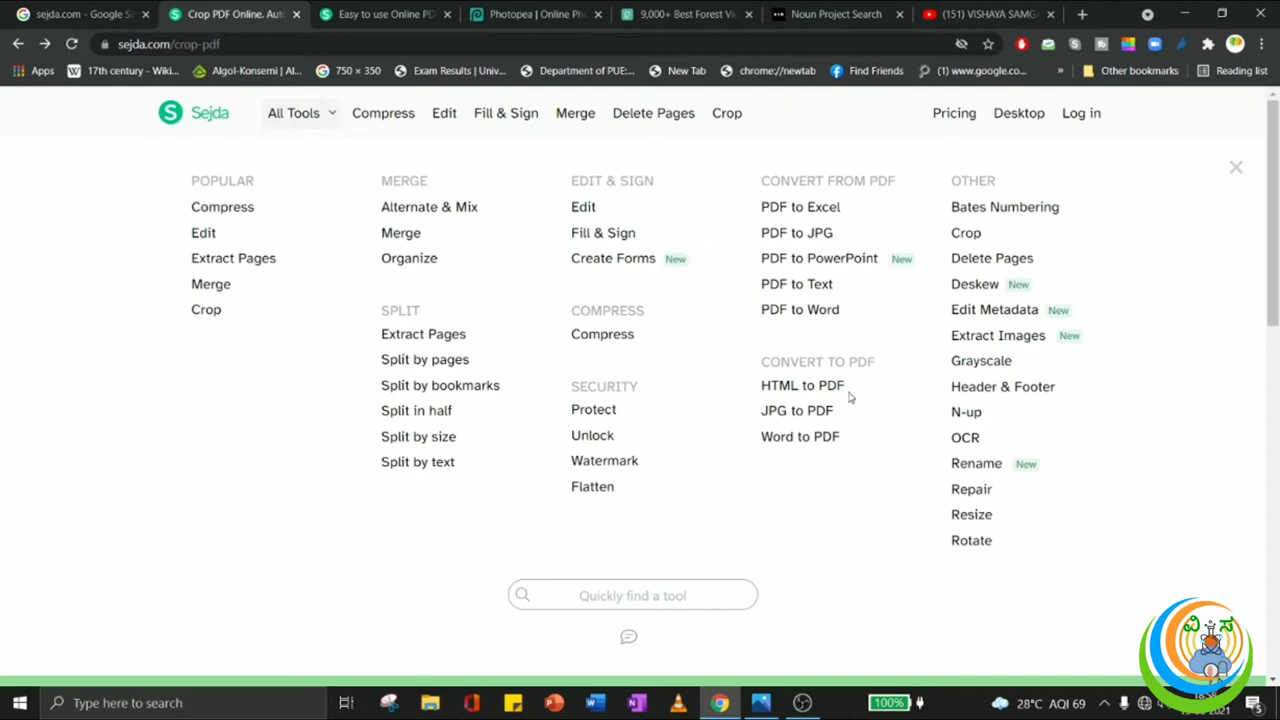 sejda.com - Google S
Crop PDF Online. Aut
Easy to use Online PD
Photopea | Online Ph
9,000+ Best Forest Vi
Noun Project Search
(151) VISHAYA SAMG
sejda.com/crop-pdf
Apps
17th century - Wiki...
Algol-Konsemi | Al...
750 × 350
Exam Results | Univ...
Department of PUE:...
New Tab
chrome://newtab
Find Friends
(1) www.google.co...
»
Other bookmarks
Reading list
Sejda
All Tools
Compress
Edit
Fill & Sign
Merge
Delete Pages
Crop
Pricing
Desktop
Log in
POPULAR
Compress
Edit
Extract Pages
Merge
Crop
MERGE
Alternate & Mix
Merge
Organize
SPLIT
Extract Pages
Split by pages
Split by bookmarks
Split in half
Split by size
Split by text
EDIT & SIGN
Edit
Fill & Sign
Create Forms New
COMPRESS
Compress
SECURITY
Protect
Unlock
Watermark
Flatten
CONVERT FROM PDF
PDF to Excel
PDF to JPG
PDF to PowerPoint New
PDF to Text
PDF to Word
CONVERT TO PDF
HTML to PDF
JPG to PDF
Word to PDF
OTHER
Bates Numbering
Crop
Delete Pages
Deskew New
Edit Metadata New
Extract Images New
Grayscale
Header & Footer
N-up
OCR
Rename New
Repair
Resize
Rotate
Quickly find a tool
ವಿ ಸ
Type here to search
100%
28°C AQI 69